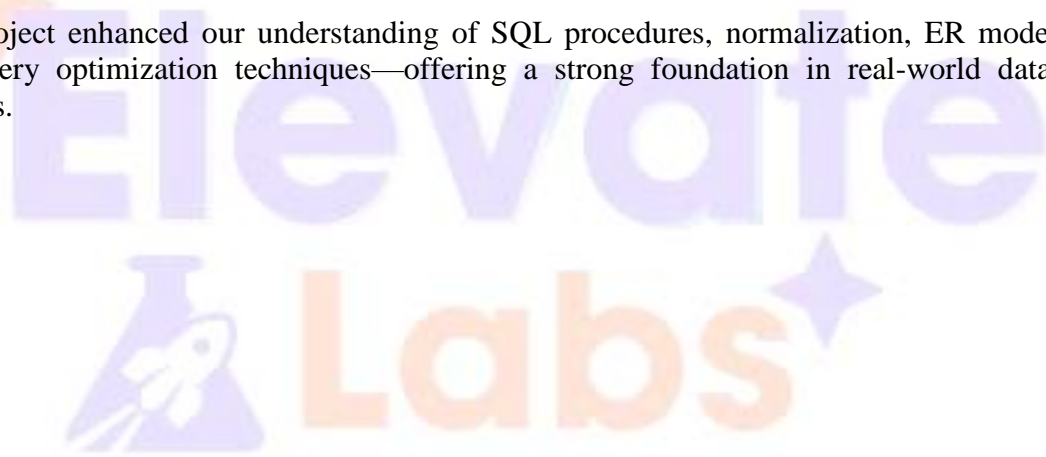 oject enhanced our understanding of SQL procedures, normalization, ER mode
ery optimization techniques—offering a strong foundation in real-world data
s.
Elevate
Labs